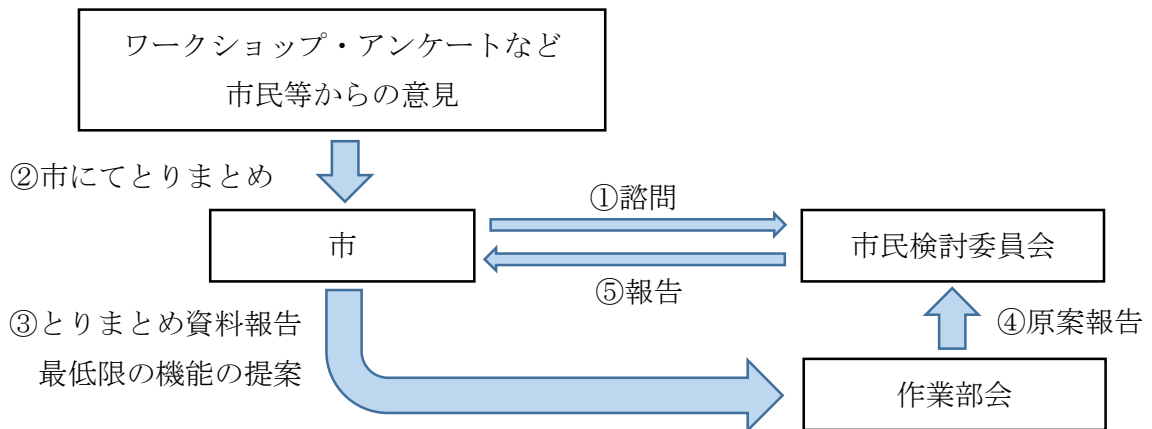 ワークショップ・アンケートなど
市民等からの意見
②市にてとりまとめ
①諮問
市
市民検討委員会
⑤報告
③とりまとめ資料報告
最低限の機能の提案
④原案報告
作業部会